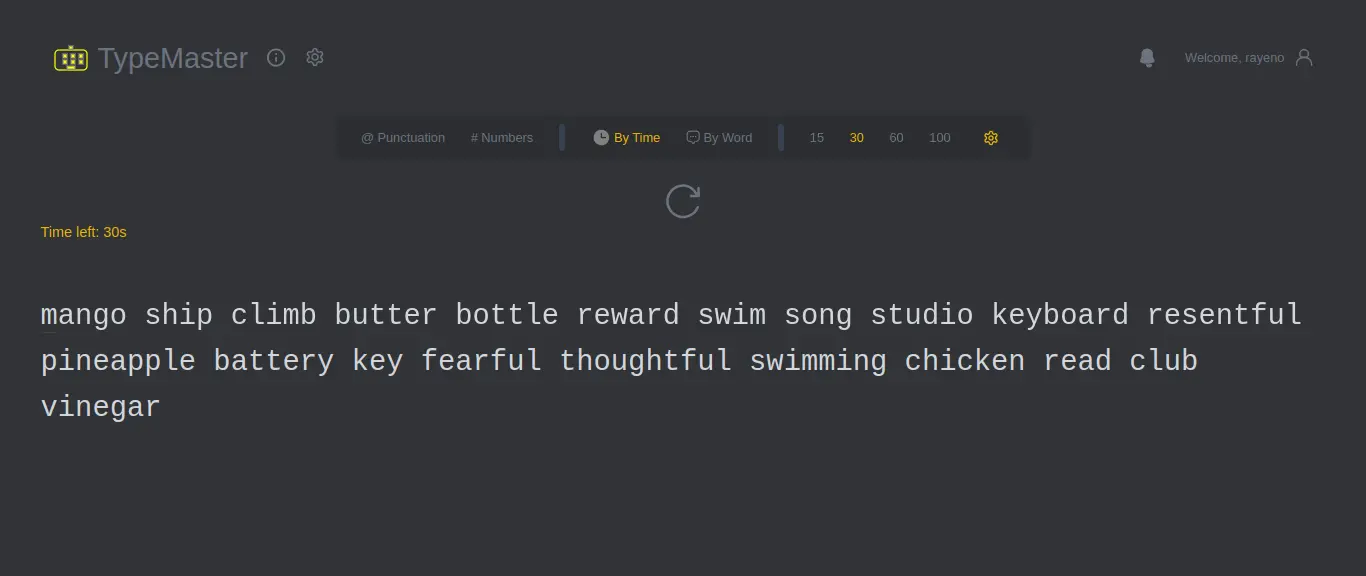 TypeMaster
Welcome, rayeno
@ Punctuation # Numbers By Time By Word 15 30 60 100
Time left: 30s
mango ship climb butter bottle reward swim song studio keyboard resentful
pineapple battery key fearful thoughtful swimming chicken read club
vinegar